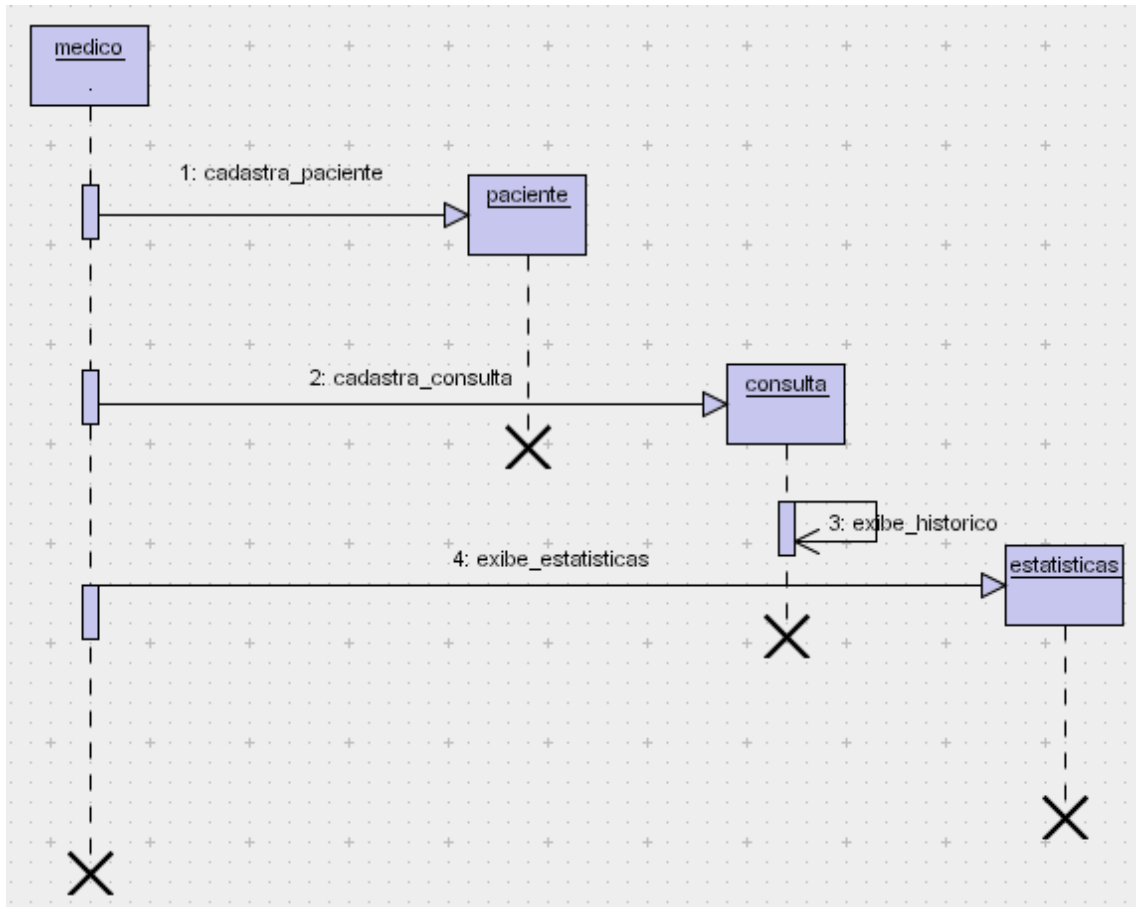 medico
1: cadastra_paciente
paciente
2: cadastra_consulta
consulta
3: exibe_historico
4: exibe_estatisticas
estatisticas